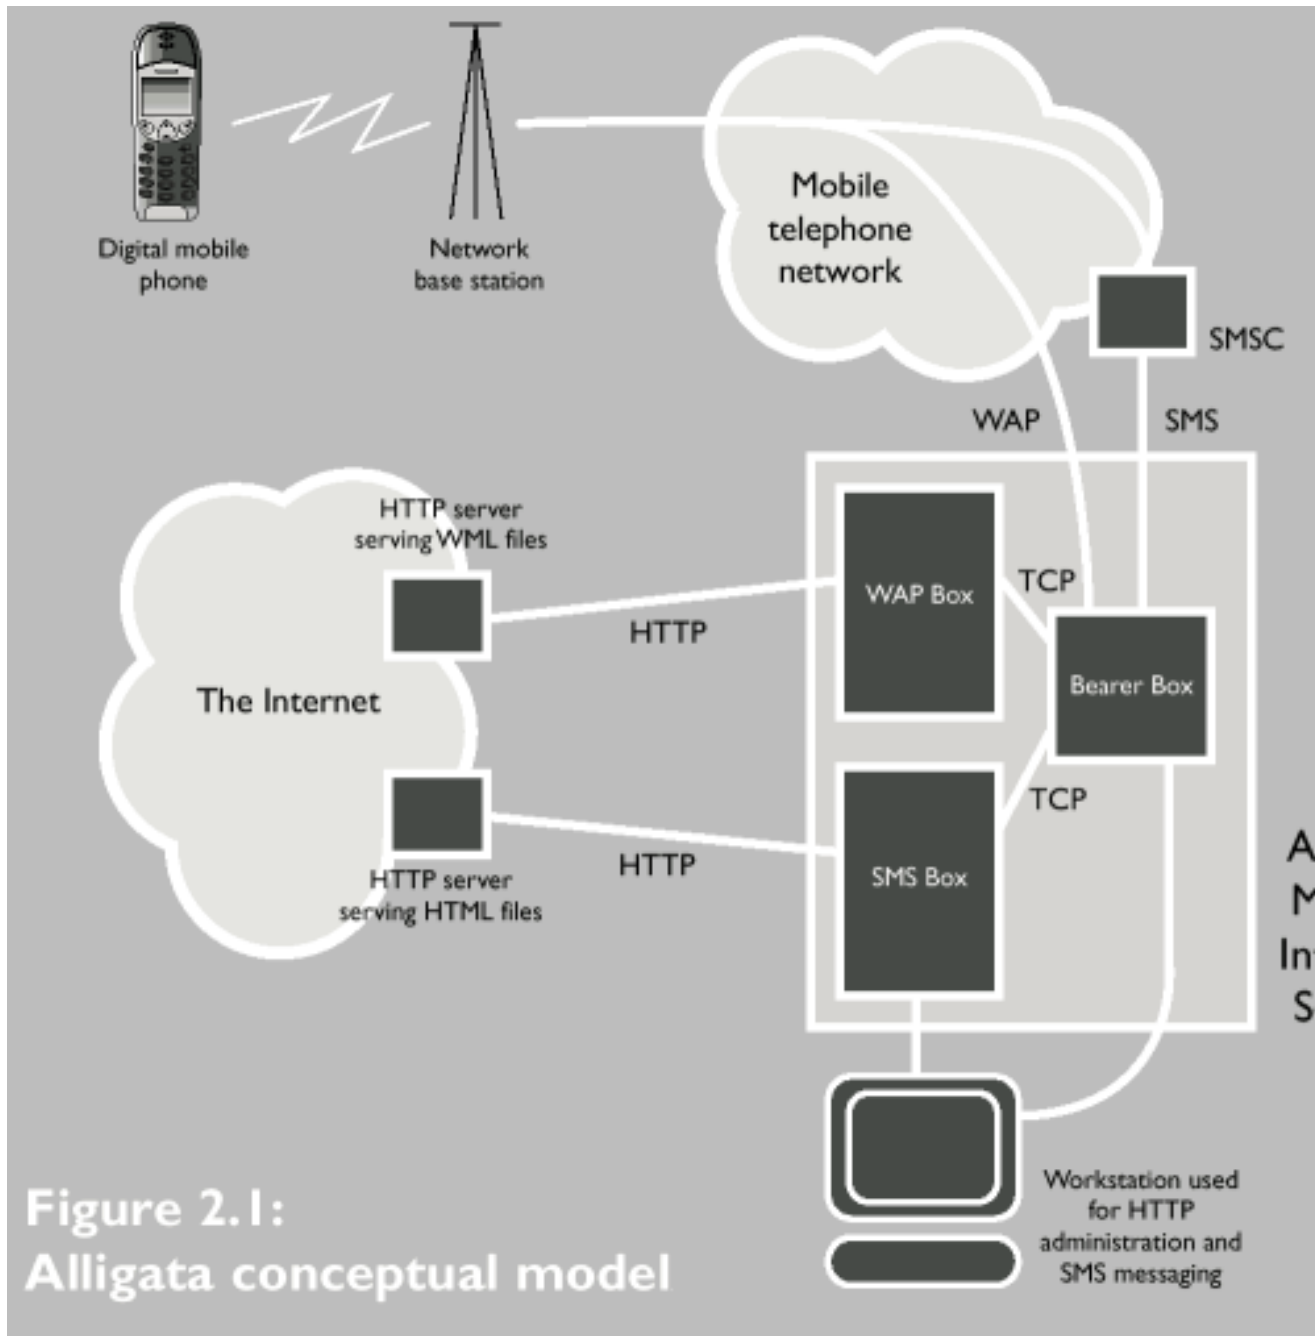 Digital mobile
phone
Network
base station
Mobile
telephone
network
SMSC
WAP
SMS
HTTP server
serving WML files
WAP Box
TCP
HTTP
Bearer Box
The Internet
TCP
HTTP
SMS Box
HTTP server
serving HTML files
Workstation used
for HTTP
administration and
SMS messaging
Figure 2.1:
Alligata conceptual model